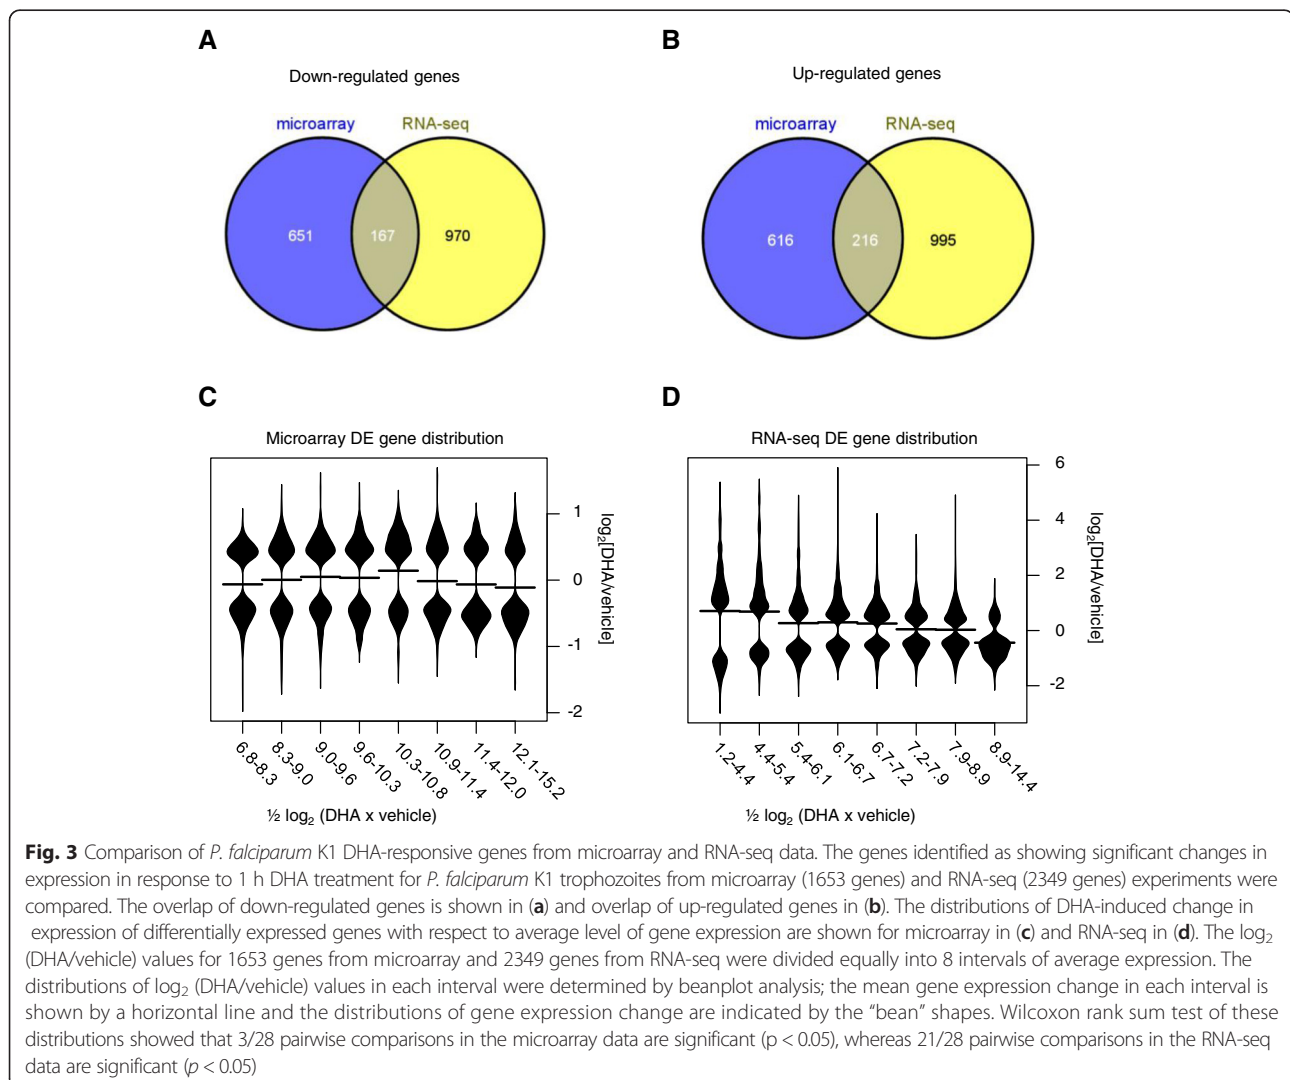 A
Down-regulated genes
microarray RNA-seq
651 167 970
B
Up-regulated genes
microarray RNA-seq
616 216 995
C
Microarray DE gene distribution
1
0
-1
-2
log2[DHA/vehicle]
6.8-8.3 8.3-9.0 9.0-9.6 9.6-10.3 10.3-10.8 10.9-11.4 11.4-12.0 12.1-15.2
½ log2 (DHA x vehicle)
D
RNA-seq DE gene distribution
6
4
2
0
-2
log2[DHA/vehicle]
1.2-4.4 4.4-5.4 5.4-6.1 6.1-6.7 6.7-7.2 7.2-7.9 7.9-8.9 8.9-14.4
½ log2 (DHA x vehicle)
Fig. 3 Comparison of P. falciparum K1 DHA-responsive genes from microarray and RNA-seq data. The genes identified as showing significant changes in
expression in response to 1 h DHA treatment for P. falciparum K1 trophozoites from microarray (1653 genes) and RNA-seq (2349 genes) experiments were
compared. The overlap of down-regulated genes is shown in (a) and overlap of up-regulated genes in (b). The distributions of DHA-induced change in
expression of differentially expressed genes with respect to average level of gene expression are shown for microarray in (c) and RNA-seq in (d). The log2
(DHA/vehicle) values for 1653 genes from microarray and 2349 genes from RNA-seq were divided equally into 8 intervals of average expression. The
distributions of log2 (DHA/vehicle) values in each interval were determined by beanplot analysis; the mean gene expression change in each interval is
shown by a horizontal line and the distributions of gene expression change are indicated by the “bean” shapes. Wilcoxon rank sum test of these
distributions showed that 3/28 pairwise comparisons in the microarray data are significant (p < 0.05), whereas 21/28 pairwise comparisons in the RNA-seq
data are significant (p < 0.05)